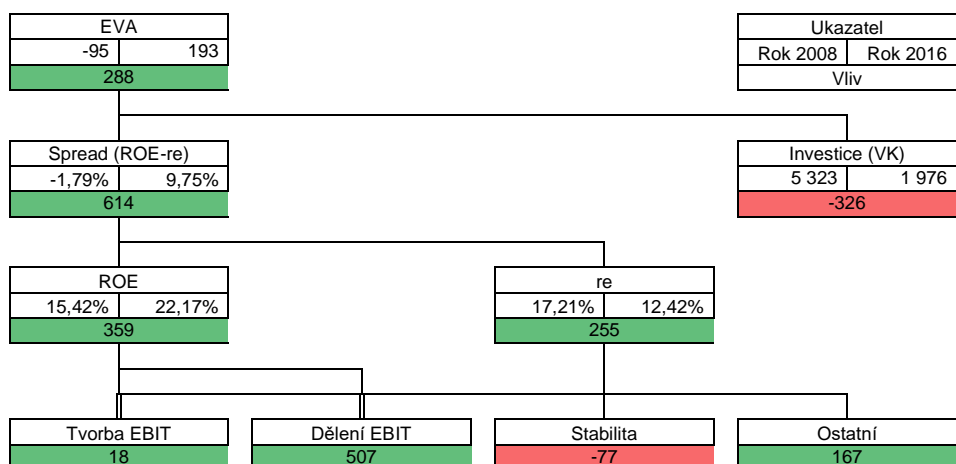 EVA
-95 193
288
Ukazatel
Rok 2008 Rok 2016
Vliv
Spread (ROE-re)
-1,79% 9,75%
614
Investice (VK)
5 323 1 976
-326
ROE
15,42% 22,17%
359
re
17,21% 12,42%
255
Tvorba EBIT
18
Dělení EBIT
507
Stabilita
-77
Ostatní
167